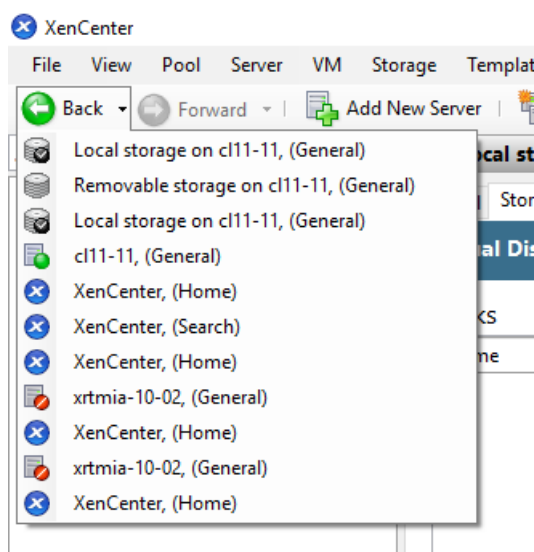 XenCenter
File View Pool Server VM Storage
Back Forward Add New Server
Local storage on cl11-11, (General)
Removable storage on cl11-11, (General)
Local storage on cl11-11, (General)
cl11-11, (General)
XenCenter, (Home)
XenCenter, (Search)
XenCenter, (Home)
xrtmia-10-02, (General)
XenCenter, (Home)
xrtmia-10-02, (General)
XenCenter, (Home)